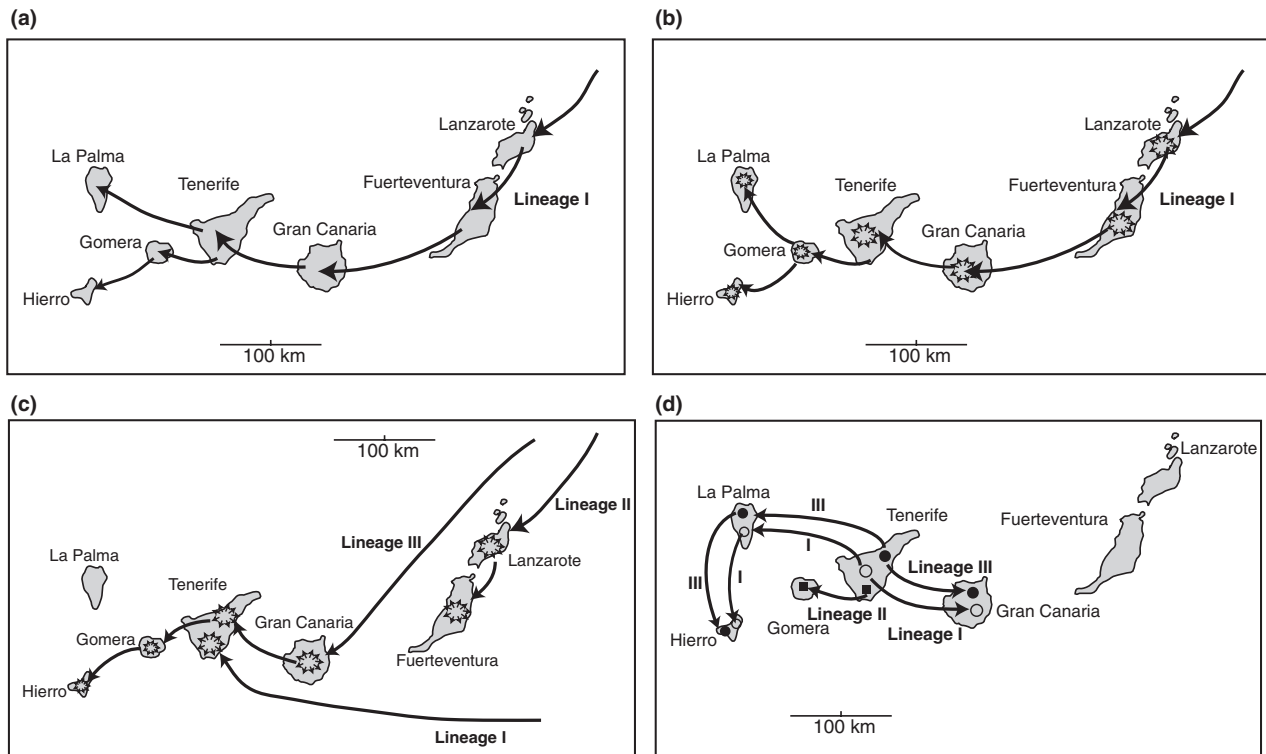 (a)
Lanzarote
La Palma
Tenerife
Fuerteventura
Lineage I
Gran Canaria
Gomera
Hierro
100 km
(b)
Lanzarote
La Palma
Tenerife
Fuerteventura
Lineage I
Gran Canaria
Gomera
Hierro
100 km
(c)
100 km
Lineage II
Lineage III
La Palma
Lanzarote
Tenerife
Gran Canaria
Gomera
Fuerteventura
Hierro
Lineage I
(d)
Lanzarote
La Palma
III
Tenerife
Fuerteventura
I
III
I
Lineage III
Lineage II
Gran Canaria
Hierro
Gomera
Lineage I
100 km